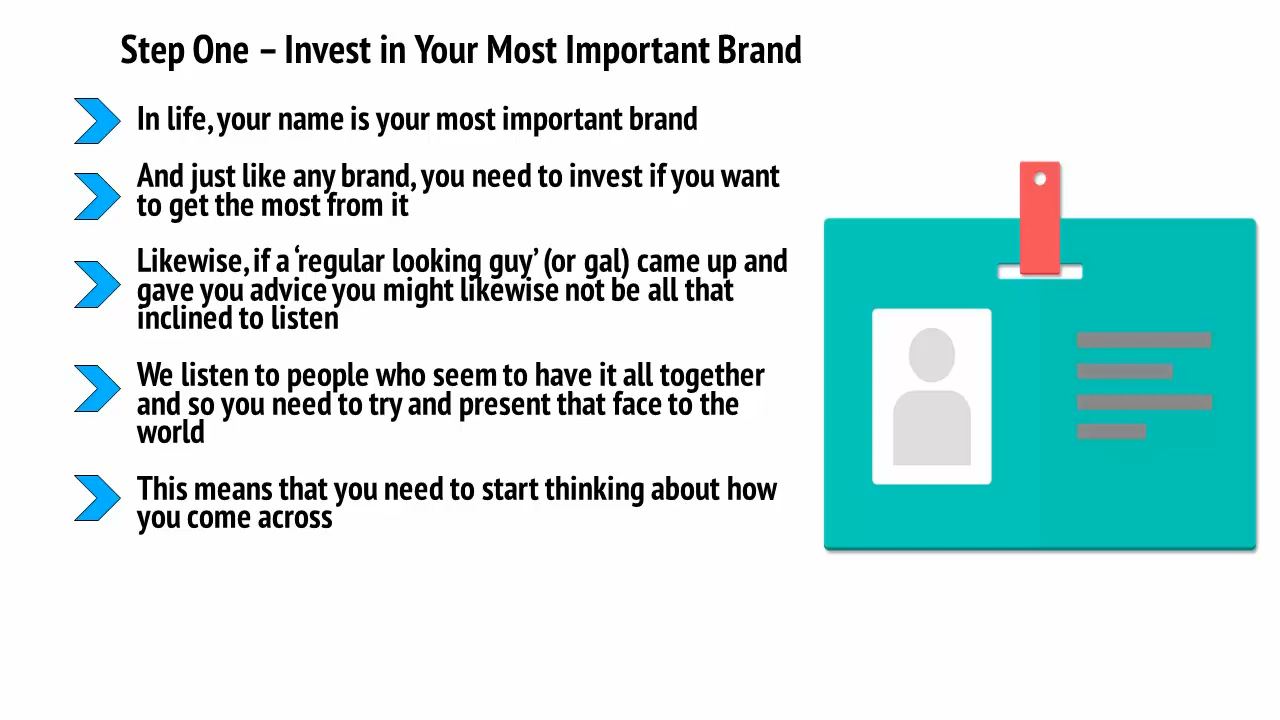 Step One – Invest in Your Most Important Brand
In life, your name is your most important brand
And just like any brand, you need to invest if you want
to get the most from it
Likewise, if a ‘regular looking guy’ (or gal) came up and
gave you advice you might likewise not be all that
inclined to listen
We listen to people who seem to have it all together
and so you need to try and present that face to the
world
This means that you need to start thinking about how
you come across